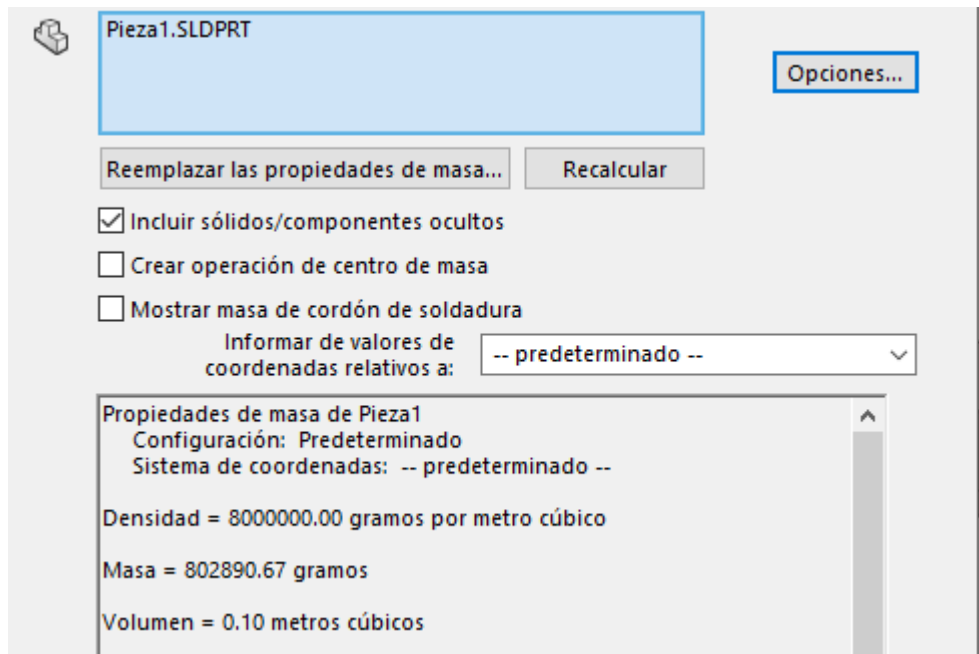 Pieza1.SLDPRT
Opciones...
Reemplazar las propiedades de masa...
Recalcular
Incluir sólidos/componentes ocultos
Crear operación de centro de masa
Mostrar masa de cordón de soldadura
Informar de valores de
coordenadas relativos a:
-- predeterminado --
Propiedades de masa de Pieza1
Configuración:  Predeterminado
Sistema de coordenadas:  -- predeterminado --
Densidad = 8000000.00 gramos por metro cúbico
Masa = 802890.67 gramos
Volumen = 0.10 metros cúbicos